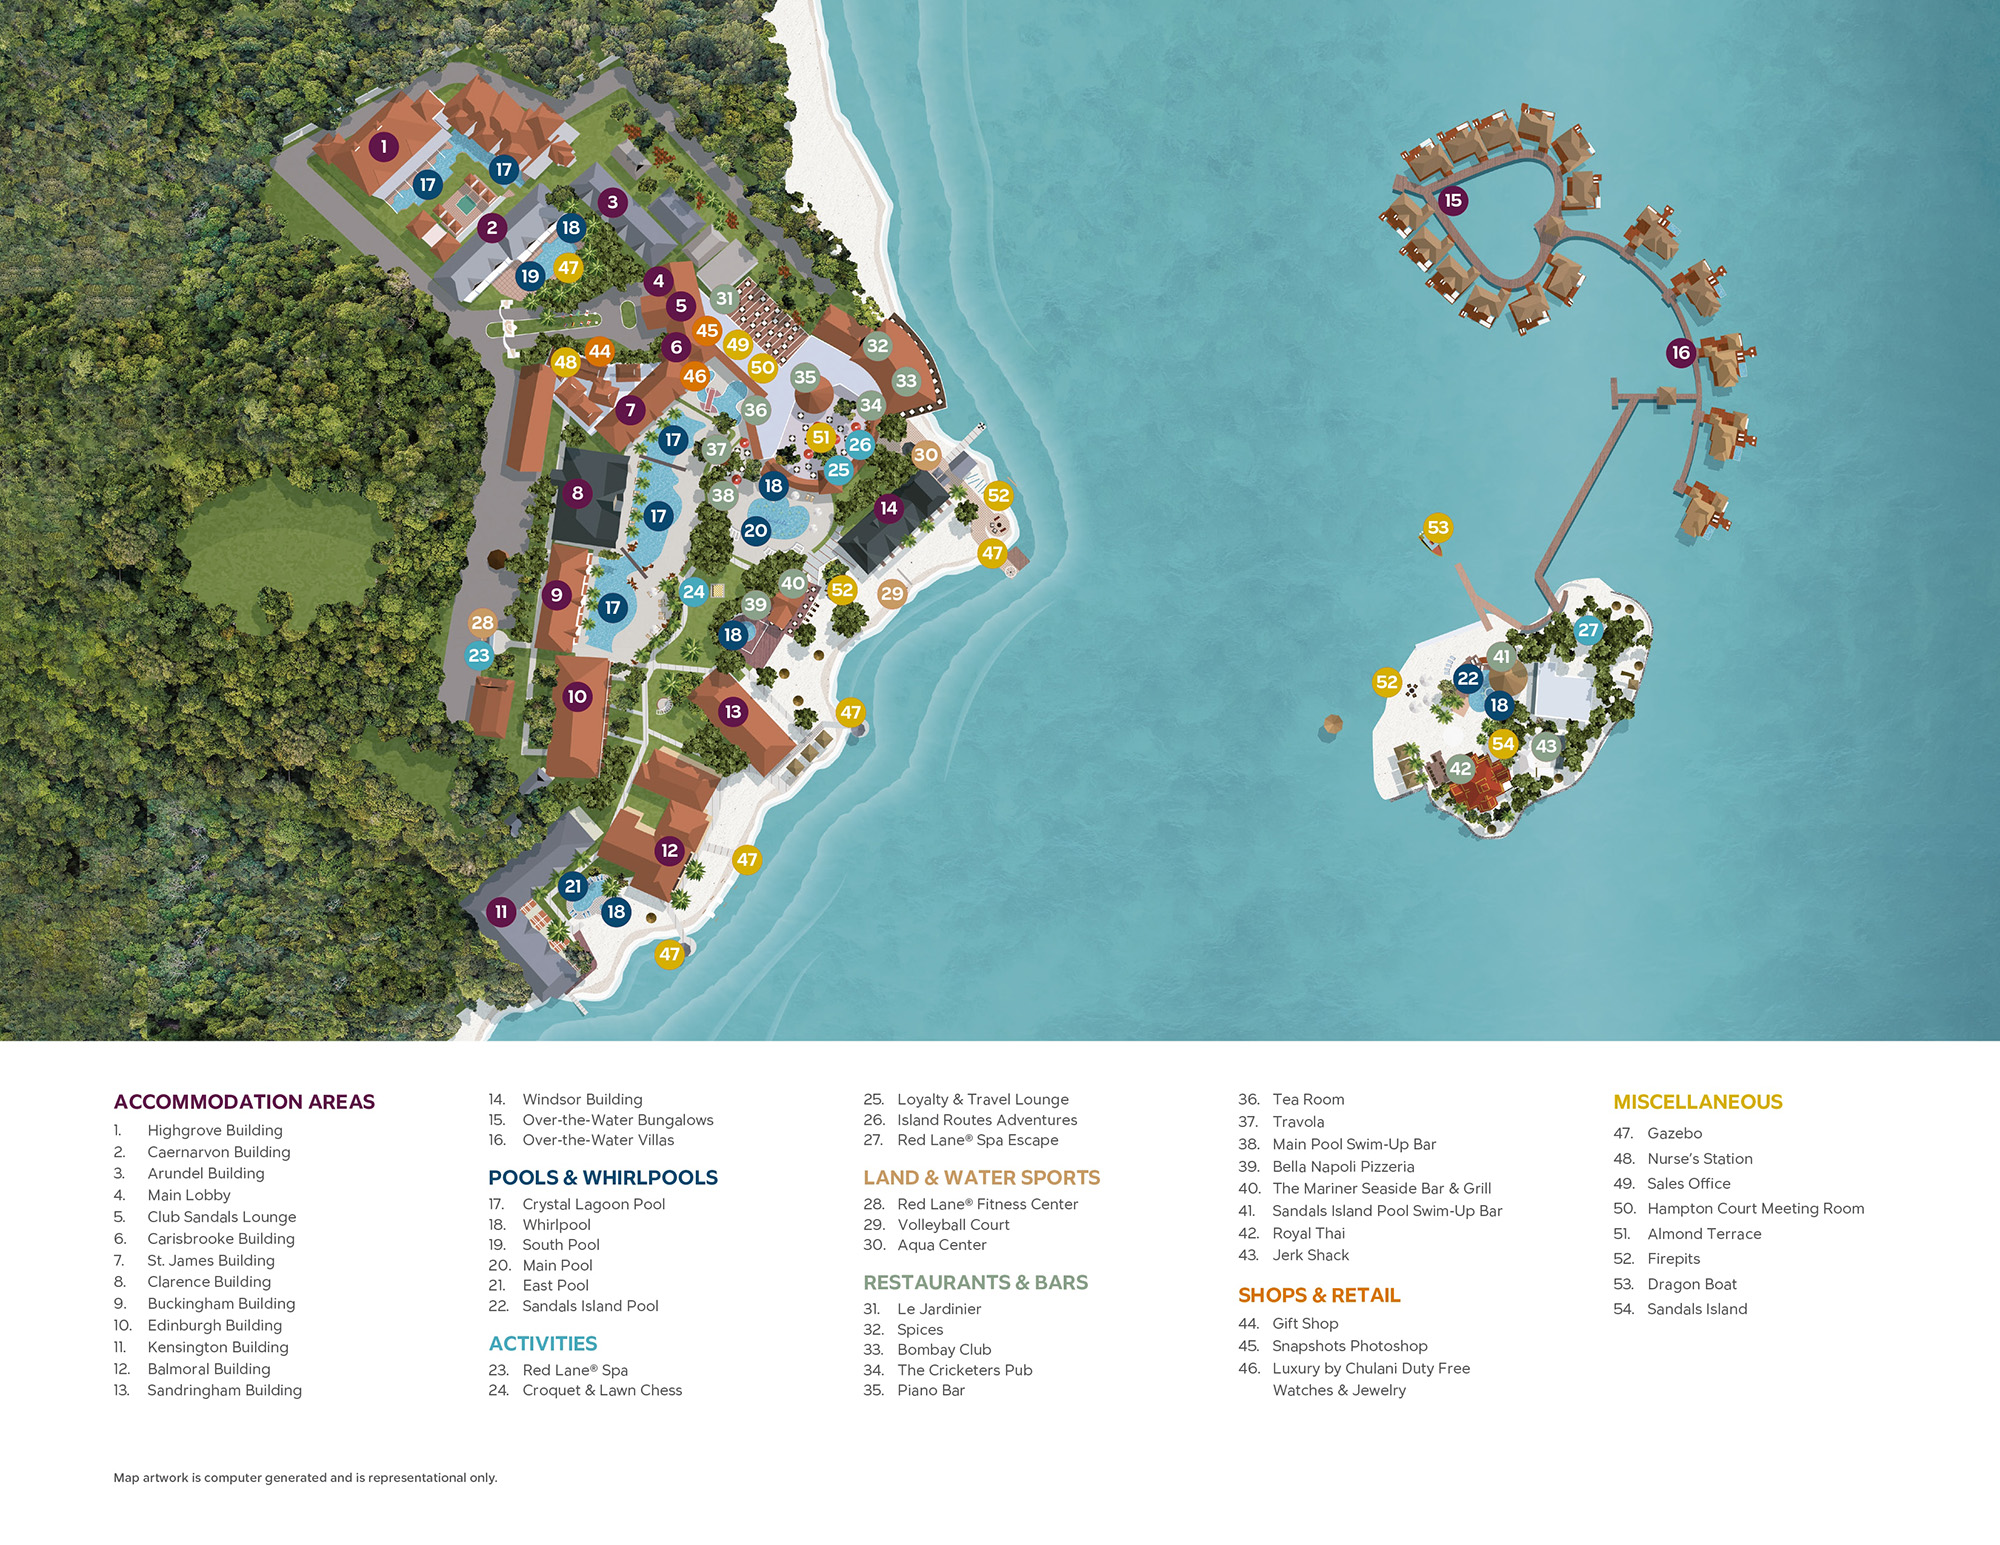 1
17
17
2
3
18
19
47
4
5
31
45
49
50
6
46
44
48
7
32
33
35
34
36
51
26
25
37
17
38
18
20
30
14
52
47
8
17
9
17
24
40
39
18
52
29
28
23
10
13
47
12
47
21
18
11
47
15
16
53
27
41
22
18
52
54
43
42
ACCOMMODATION AREAS
1. Highgrove Building
2. Caernarvon Building
3. Arundel Building
4. Main Lobby
5. Club Sandals Lounge
6. Carisbrooke Building
7. St. James Building
8. Clarence Building
9. Buckingham Building
10. Edinburgh Building
11. Kensington Building
12. Balmoral Building
13. Sandringham Building
14. Windsor Building
15. Over-the-Water Bungalows
16. Over-the-Water Villas
POOLS & WHIRLPOOLS
17. Crystal Lagoon Pool
18. Whirlpool
19. South Pool
20. Main Pool
21. East Pool
22. Sandals Island Pool
ACTIVITIES
23. Red Lane® Spa
24. Croquet & Lawn Chess
25. Loyalty & Travel Lounge
26. Island Routes Adventures
27. Red Lane® Spa Escape
LAND & WATER SPORTS
28. Red Lane® Fitness Center
29. Volleyball Court
30. Aqua Center
RESTAURANTS & BARS
31. Le Jardinier
32. Spices
33. Bombay Club
34. The Cricketers Pub
35. Piano Bar
36. Tea Room
37. Travola
38. Main Pool Swim-Up Bar
39. Bella Napoli Pizzeria
40. The Mariner Seaside Bar & Grill
41. Sandals Island Pool Swim-Up Bar
42. Royal Thai
43. Jerk Shack
SHOPS & RETAIL
44. Gift Shop
45. Snapshots Photoshop
46. Luxury by Chulani Duty Free
Watches & Jewelry
MISCELLANEOUS
47. Gazebo
48. Nurse's Station
49. Sales Office
50. Hampton Court Meeting Room
51. Almond Terrace
52. Firepits
53. Dragon Boat
54. Sandals Island
Map artwork is computer generated and is representational only.